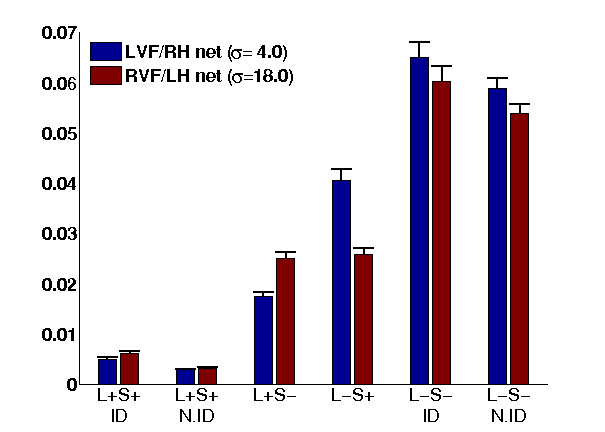 0.07
0.06
0.05
0.04
0.03
0.02
0.01
0
LVF/RH net (σ= 4.0)
RVF/LH net (σ=18.0)
L+S+ L+S+ L+S− L−S+ L−S− L−S−
ID N.ID ID N.ID